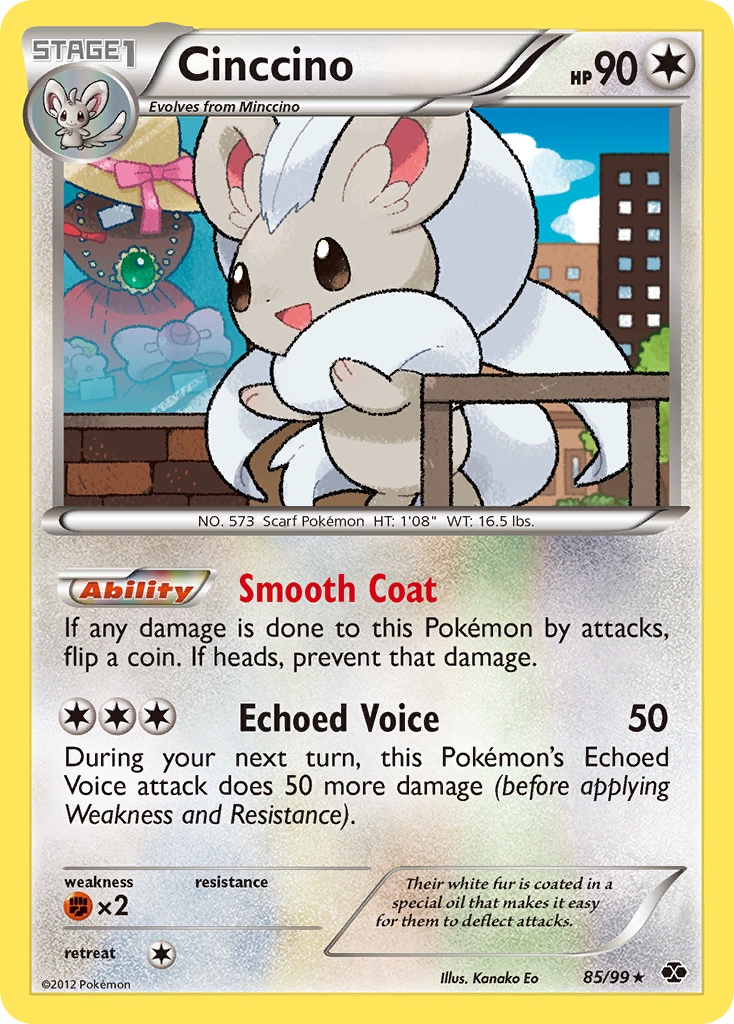 STAGE1
Cinccino
HP 90
Evolves from Minccino
NO. 573 Scarf Pokémon HT: 1'08" WT: 16.5 lbs.
Ability Smooth Coat
If any damage is done to this Pokémon by attacks,
flip a coin. If heads, prevent that damage.
Echoed Voice 50
During your next turn, this Pokémon's Echoed
Voice attack does 50 more damage (before applying
Weakness and Resistance).
weakness resistance
×2
Their white fur is coated in a
special oil that makes it easy
for them to deflect attacks.
retreat
©2012 Pokémon
Illus. Kanako Eo 85/99 ★